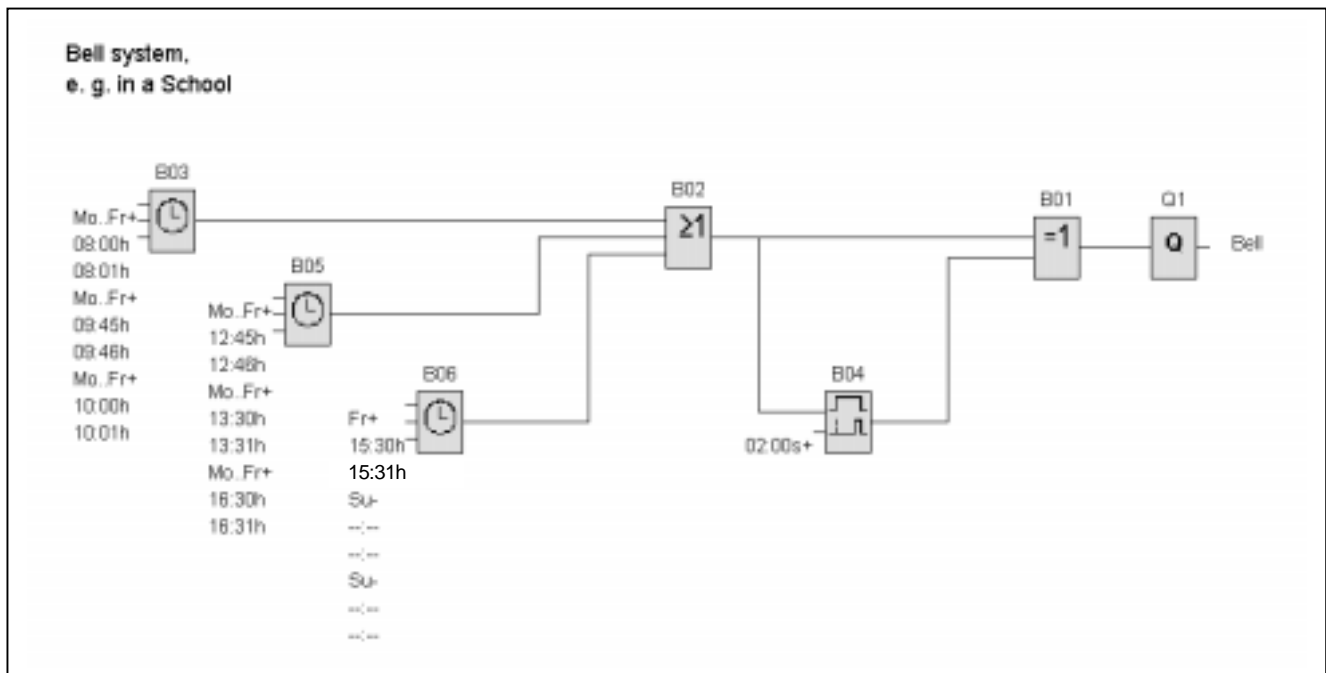 Bell system,
e. g. in a School
B03
Mo..Fr+
08:00h
08:01h
Mo..Fr+
09:45h
09:46h
Mo..Fr+
10:00h
10:01h
B05
Mo..Fr+
12:45h
12:46h
Mo..Fr+
13:30h
13:31h
Mo..Fr+
16:30h
16:31h
B06
Fr+
15:30h
15:31h
Su-
--:--
--:--
Su-
--:--
--:--
B02
≥1
B04
02:00s+
B01
=1
Q1
Q
Bell